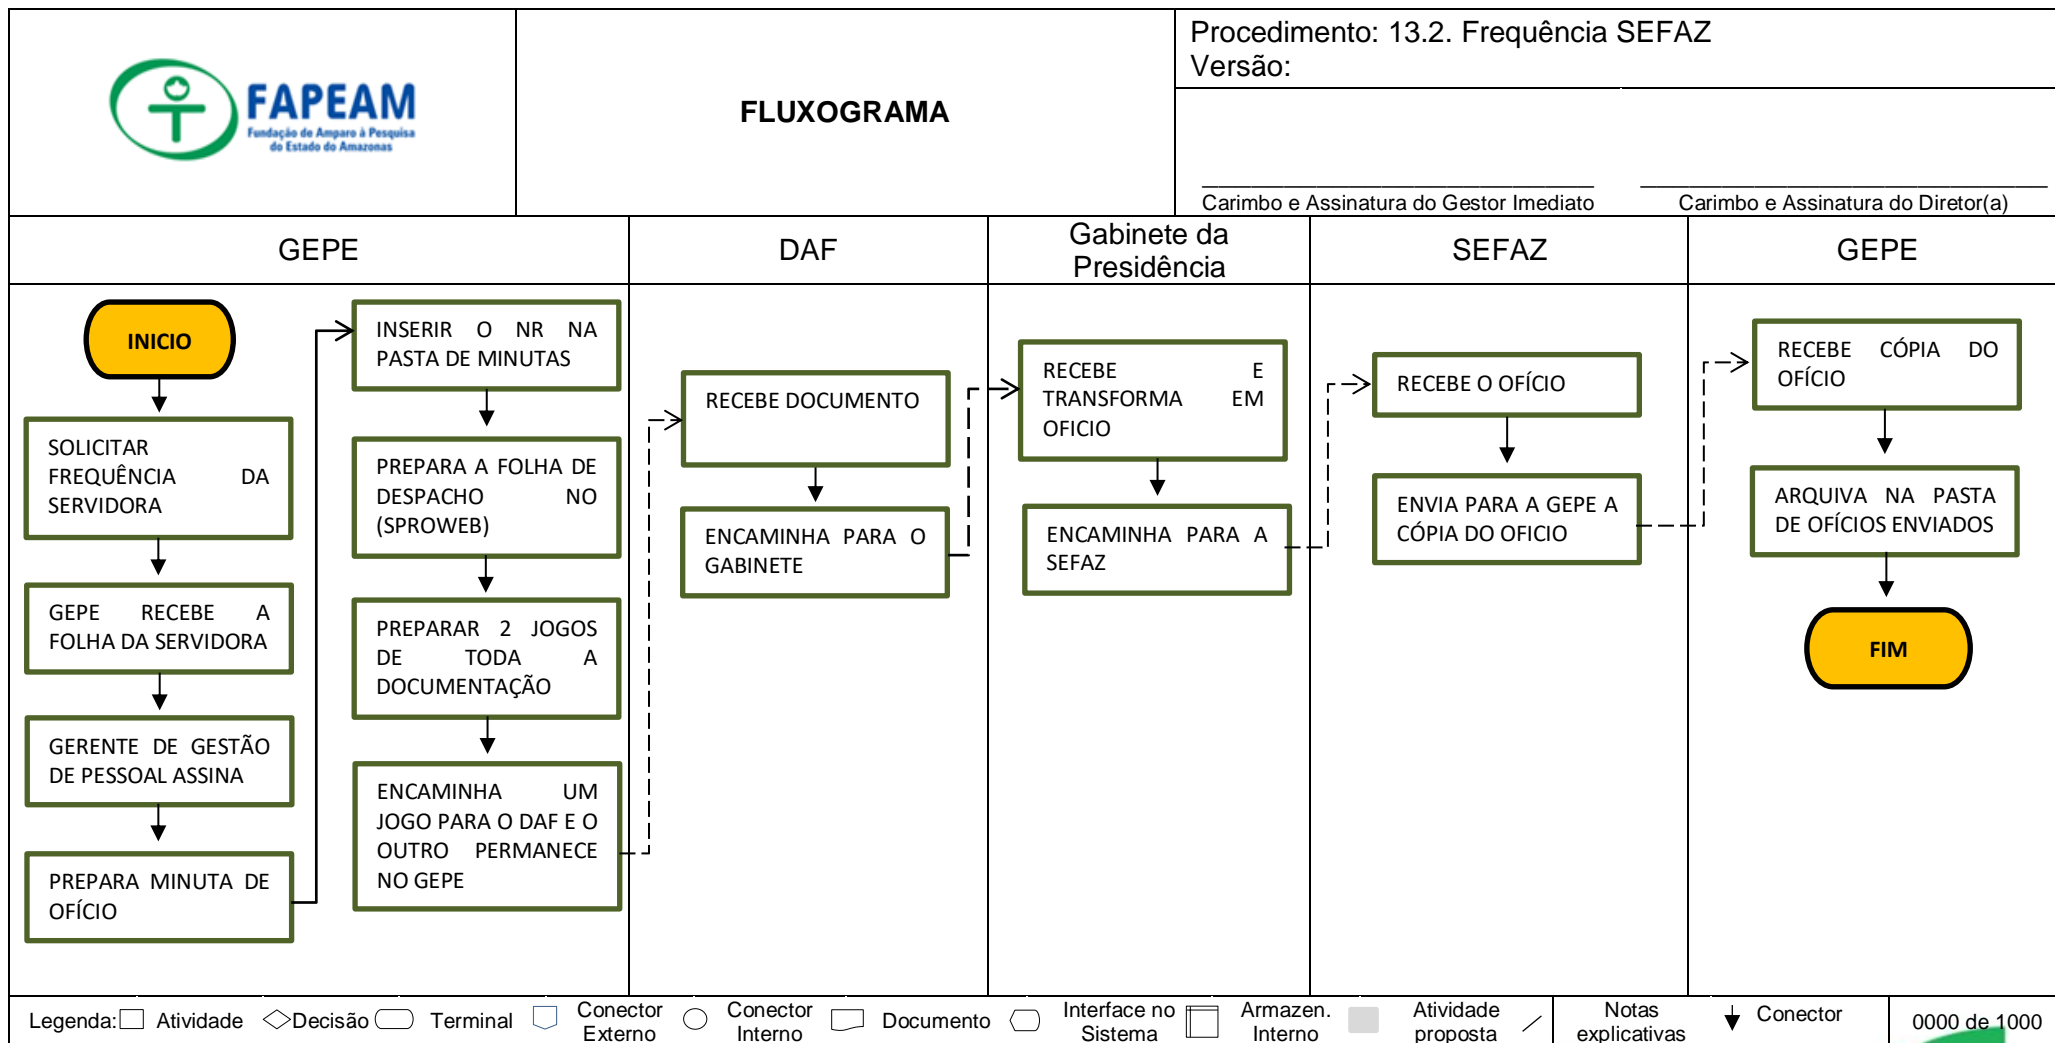 FAPEAM
Fundação de Amparo à Pesquisa
do Estado do Amazonas
FLUXOGRAMA
Procedimento: 13.2. Frequência SEFAZ
Versão:
Carimbo e Assinatura do Gestor Imediato
Carimbo e Assinatura do Diretor(a)
GEPE
DAF
Gabinete da
Presidência
SEFAZ
GEPE
INICIO
SOLICITAR
FREQUÊNCIA DA
SERVIDORA
GEPE RECEBE A
FOLHA DA SERVIDORA
GERENTE DE GESTÃO
DE PESSOAL ASSINA
PREPARA MINUTA DE
OFÍCIO
INSERIR O NR NA
PASTA DE MINUTAS
PREPARA A FOLHA DE
DESPACHO NO
(SPROWEB)
PREPARAR 2 JOGOS
DE TODA A
DOCUMENTAÇÃO
ENCAMINHA UM
JOGO PARA O DAF E O
OUTRO PERMANECE
NO GEPE
RECEBE DOCUMENTO
ENCAMINHA PARA O
GABINETE
RECEBE E
TRANSFORMA EM
OFICIO
ENCAMINHA PARA A
SEFAZ
RECEBE O OFÍCIO
ENVIA PARA A GEPE A
CÓPIA DO OFICIO
RECEBE CÓPIA DO
OFÍCIO
ARQUIVA NA PASTA
DE OFÍCIOS ENVIADOS
FIM
Legenda:
Atividade
Decisão
Terminal
Conector
Externo
Conector
Interno
Documento
Interface no
Sistema
Armazen.
Interno
Atividade
proposta
Notas
explicativas
Conector
0000 de 1000